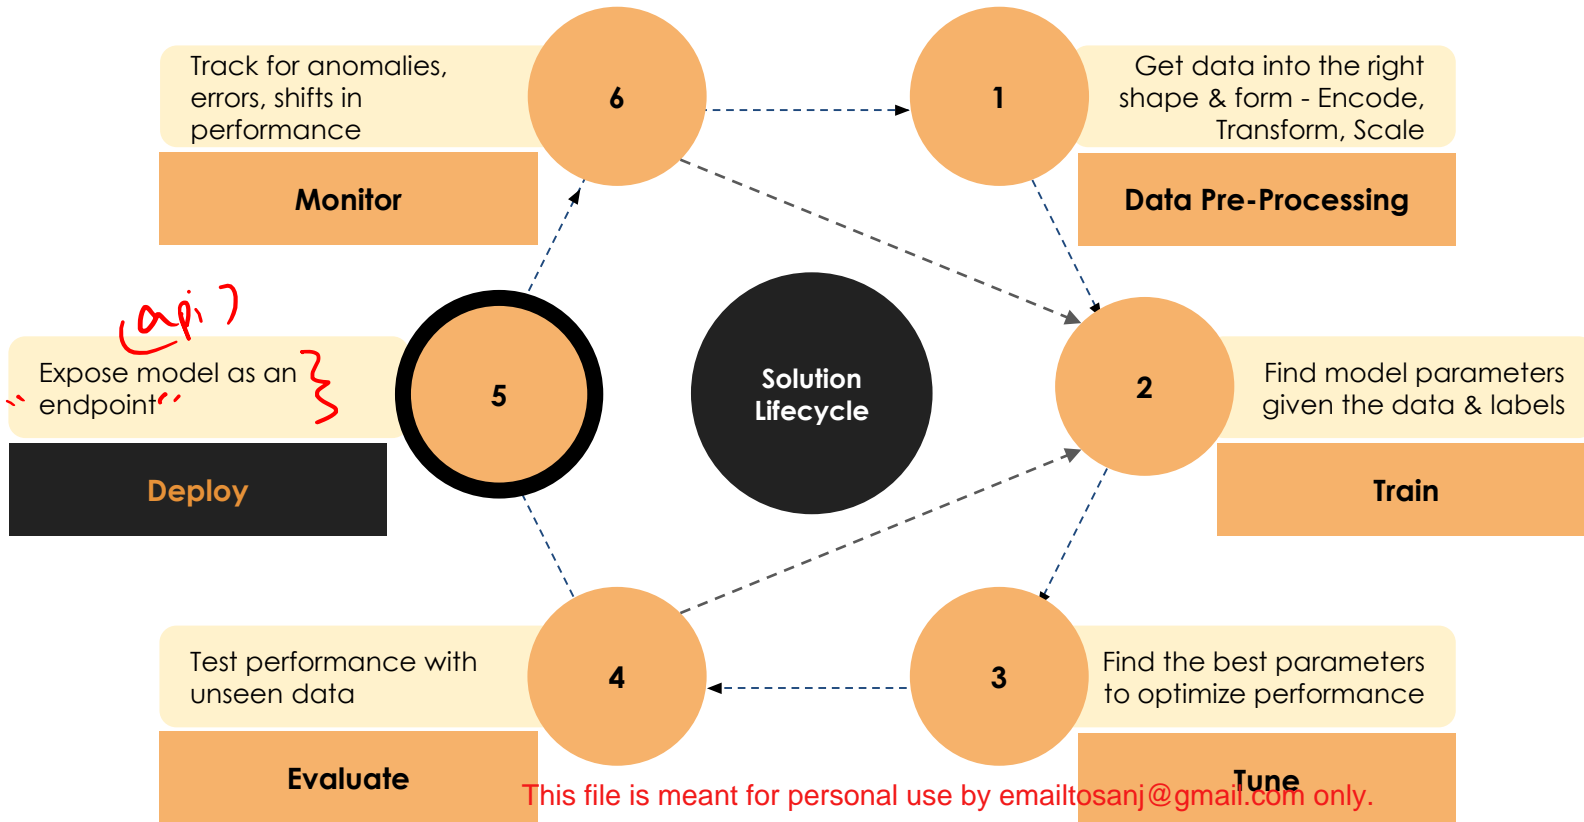 Track for anomalies,
errors, shifts in
performance
Monitor
6
1
Get data into the right
shape & form - Encode,
Transform, Scale
Data Pre-Processing
(api)
Expose model as an
"endpoint"
Deploy
5
Solution
Lifecycle
2
Find model parameters
given the data & labels
Train
Test performance with
unseen data
Evaluate
4
3
Find the best parameters
to optimize performance
Tune
This file is meant for personal use by emailtosanj@gmail.com only.